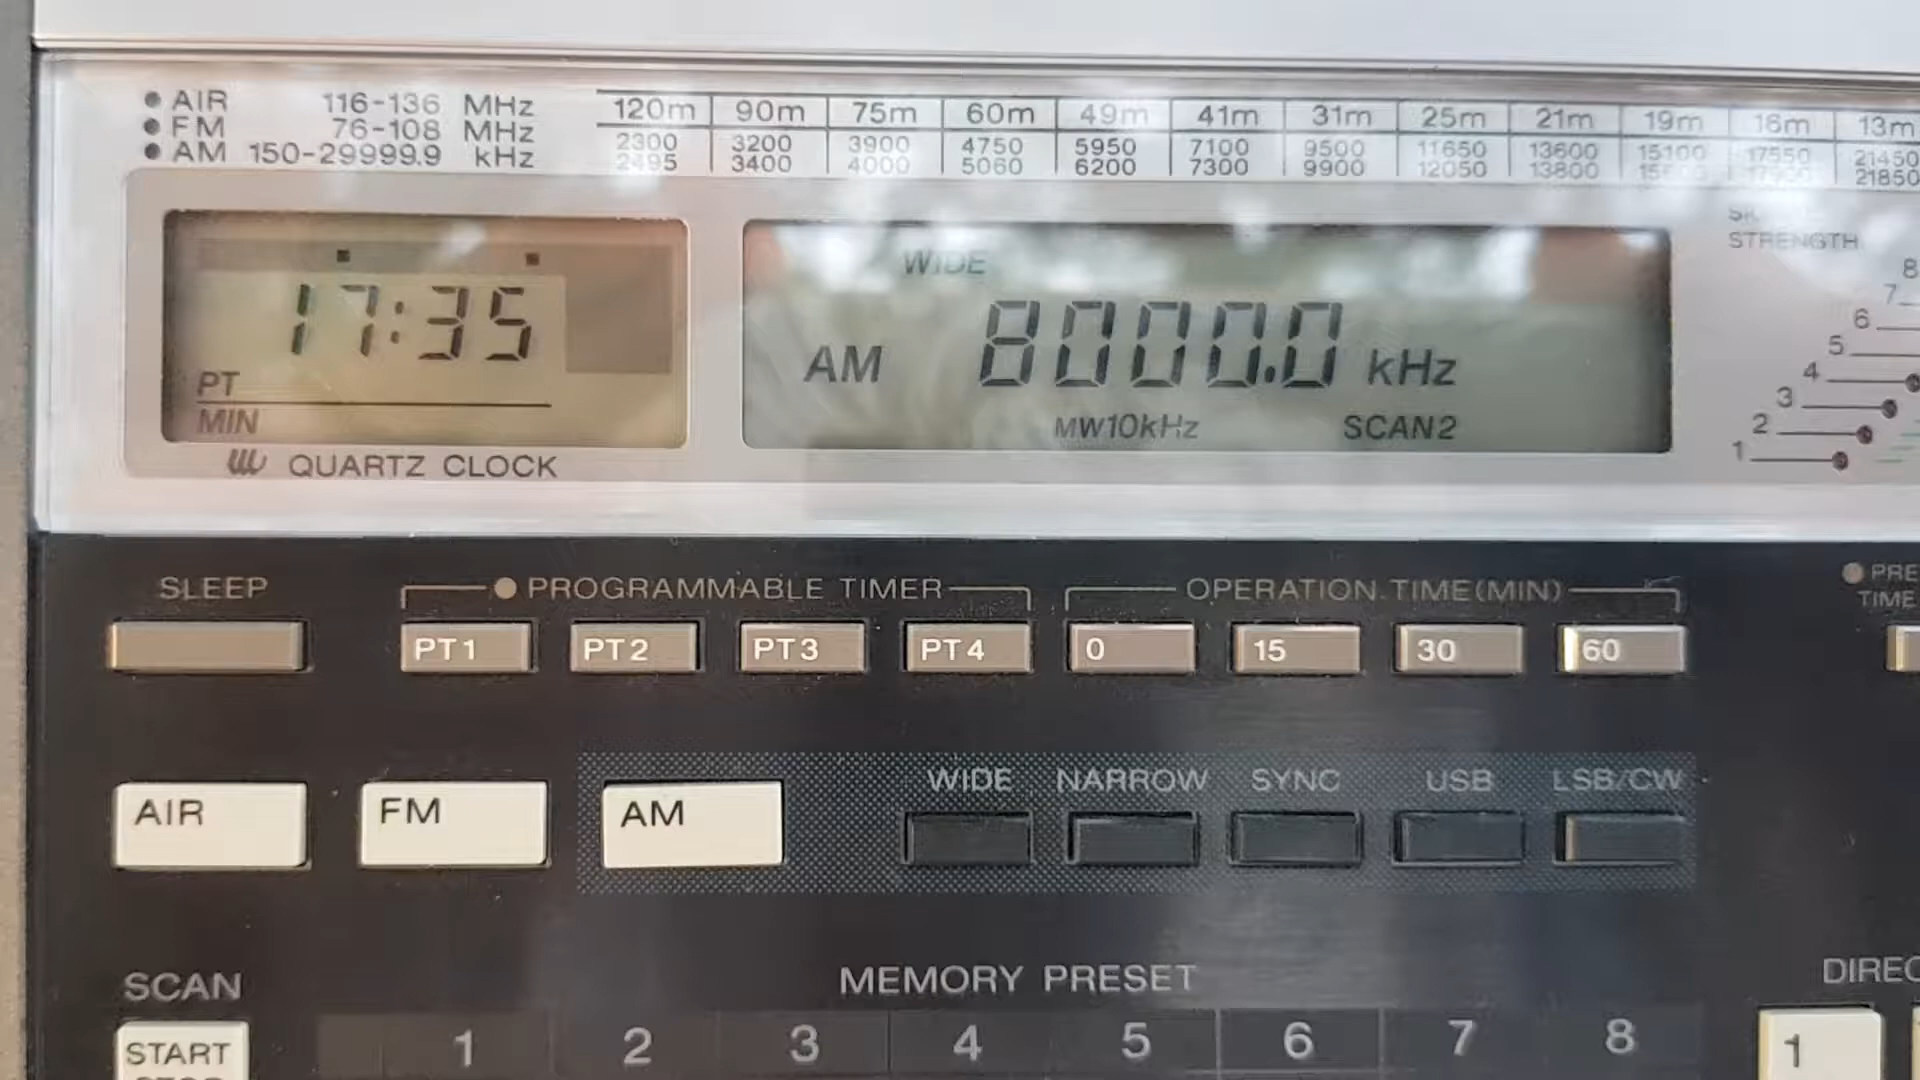 AIR 116-136 MHz
FM 76-108 MHz
AM 150-29999.9 kHz
120m 90m 75m 60m 49m 41m 31m 25m 21m 19m 16m 13m
2300 3200 3900 4750 5950 7100 9500 11650 13600 15100 17550 21450
2495 3400 4000 5060 6200 7300 9900 12050 13800 21850
STRENGTH
8
7
6
5
4
3
2
1
17:35
PT
MIN
QUARTZ CLOCK
WIDE
AM 8000.0 kHz
MW10kHz SCAN2
SLEEP PROGRAMMABLE TIMER OPERATION TIME(MIN) PRE
TIME
PT1 PT2 PT3 PT4 0 15 30 60
WIDE NARROW SYNC USB LSB/CW
AIR FM AM
SCAN MEMORY PRESET DIREC
START 1 2 3 4 5 6 7 8 1